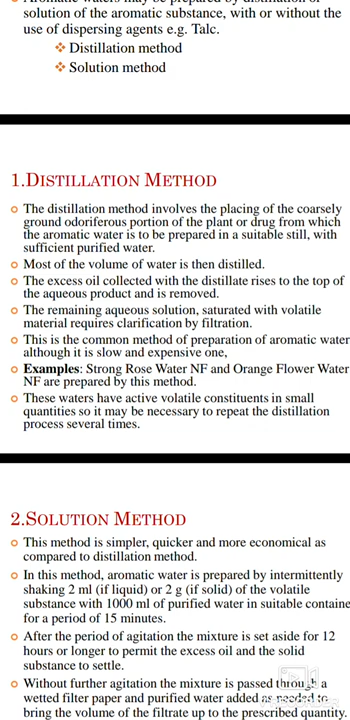 Aromatic waters may be prepared by distillation or
solution of the aromatic substance, with or without the
use of dispersing agents e.g. Talc.
Distillation method
Solution method
1.DISTILLATION METHOD
The distillation method involves the placing of the coarsely
ground odoriferous portion of the plant or drug from which
the aromatic water is to be prepared in a suitable still, with
sufficient purified water.
Most of the volume of water is then distilled.
The excess oil collected with the distillate rises to the top of
the aqueous product and is removed.
The remaining aqueous solution, saturated with volatile
material requires clarification by filtration.
This is the common method of preparation of aromatic water
although it is slow and expensive one,
Examples: Strong Rose Water NF and Orange Flower Water
NF are prepared by this method.
These waters have active volatile constituents in small
quantities so it may be necessary to repeat the distillation
process several times.
2.SOLUTION METHOD
This method is simpler, quicker and more economical as
compared to distillation method.
In this method, aromatic water is prepared by intermittently
shaking 2 ml (if liquid) or 2 g (if solid) of the volatile
substance with 1000 ml of purified water in suitable containe
for a period of 15 minutes.
After the period of agitation the mixture is set aside for 12
hours or longer to permit the excess oil and the solid
substance to settle.
Without further agitation the mixture is passed through a
wetted filter paper and purified water added as needed to
bring the volume of the filtrate up to the prescribed quantity.